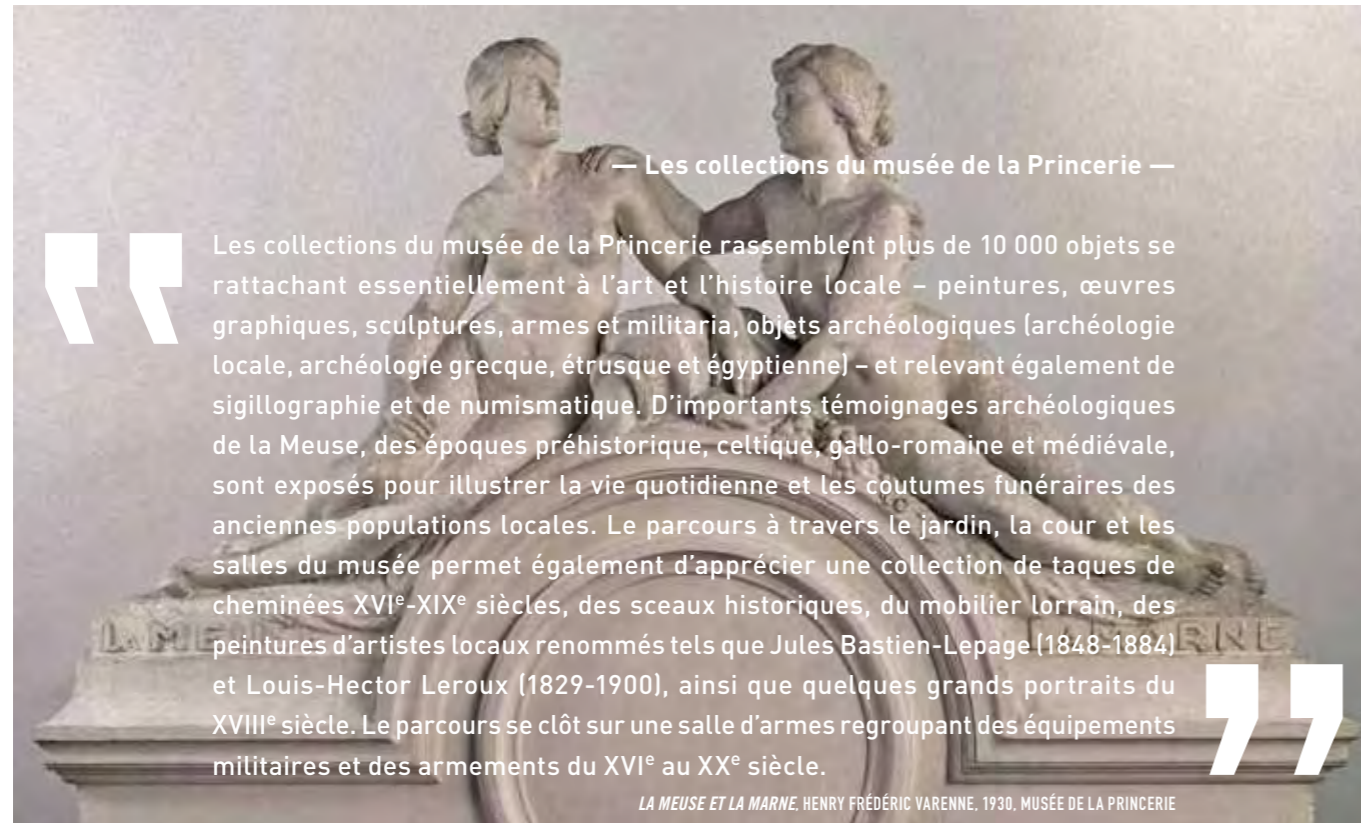 — Les collections du musée de la Princerie —
Les collections du musée de la Princerie rassemblent plus de 10 000 objets se
rattachant essentiellement à l’art et l’histoire locale – peintures, œuvres
graphiques, sculptures, armes et militaria, objets archéologiques (archéologie
locale, archéologie grecque, étrusque et égyptienne) – et relevant également de
sigillographie et de numismatique. D’importants témoignages archéologiques
de la Meuse, des époques préhistorique, celtique, gallo-romaine et médiévale,
sont exposés pour illustrer la vie quotidienne et les coutumes funéraires des
anciennes populations locales. Le parcours à travers le jardin, la cour et les
salles du musée permet également d’apprécier une collection de taques de
cheminées XVIᵉ-XIXᵉ siècles, des sceaux historiques, du mobilier lorrain, des
peintures d’artistes locaux renommés tels que Jules Bastien-Lepage (1848-1884)
et Louis-Hector Leroux (1829-1900), ainsi que quelques grands portraits du
XVIIIᵉ siècle. Le parcours se clôt sur une salle d’armes regroupant des équipements
militaires et des armements du XVIᵉ au XXᵉ siècle.
LA MEUSE ET LA MARNE, HENRY FRÉDÉRIC VARENNE, 1930, MUSÉE DE LA PRINCERIE